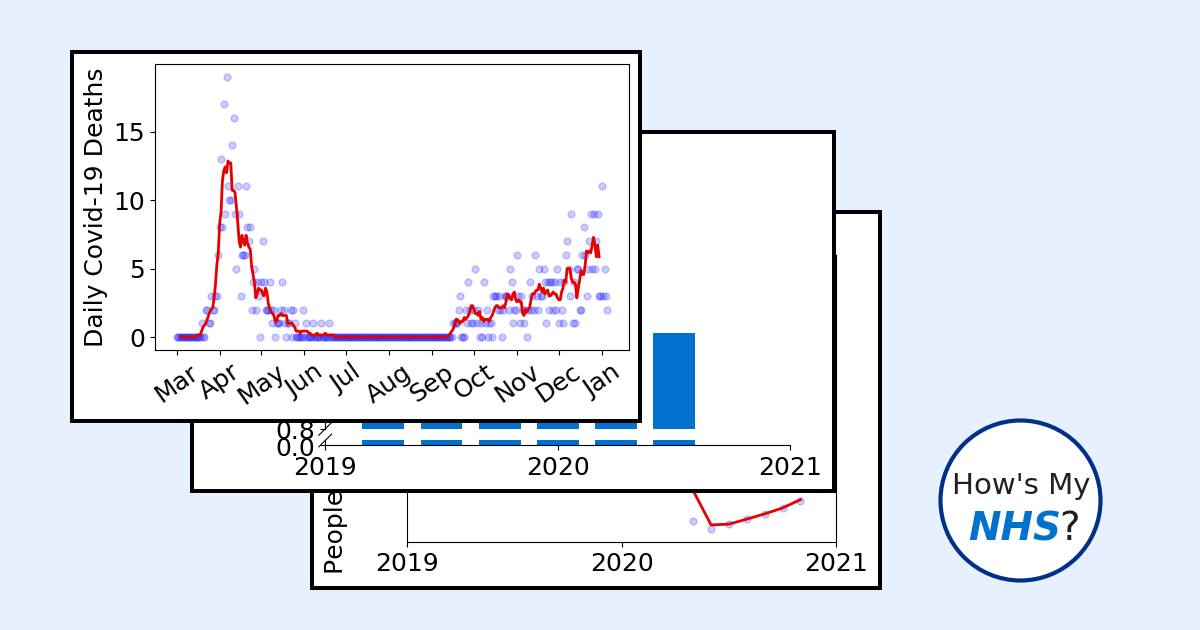 Daily Covid-19 Deaths
15
10
5
0
Mar Apr May Jun Jul Aug Sep Oct Nov Dec Jan
0.8
0.0
2019 2020 2021
People
2019 2020 2021
How's My
NHS?